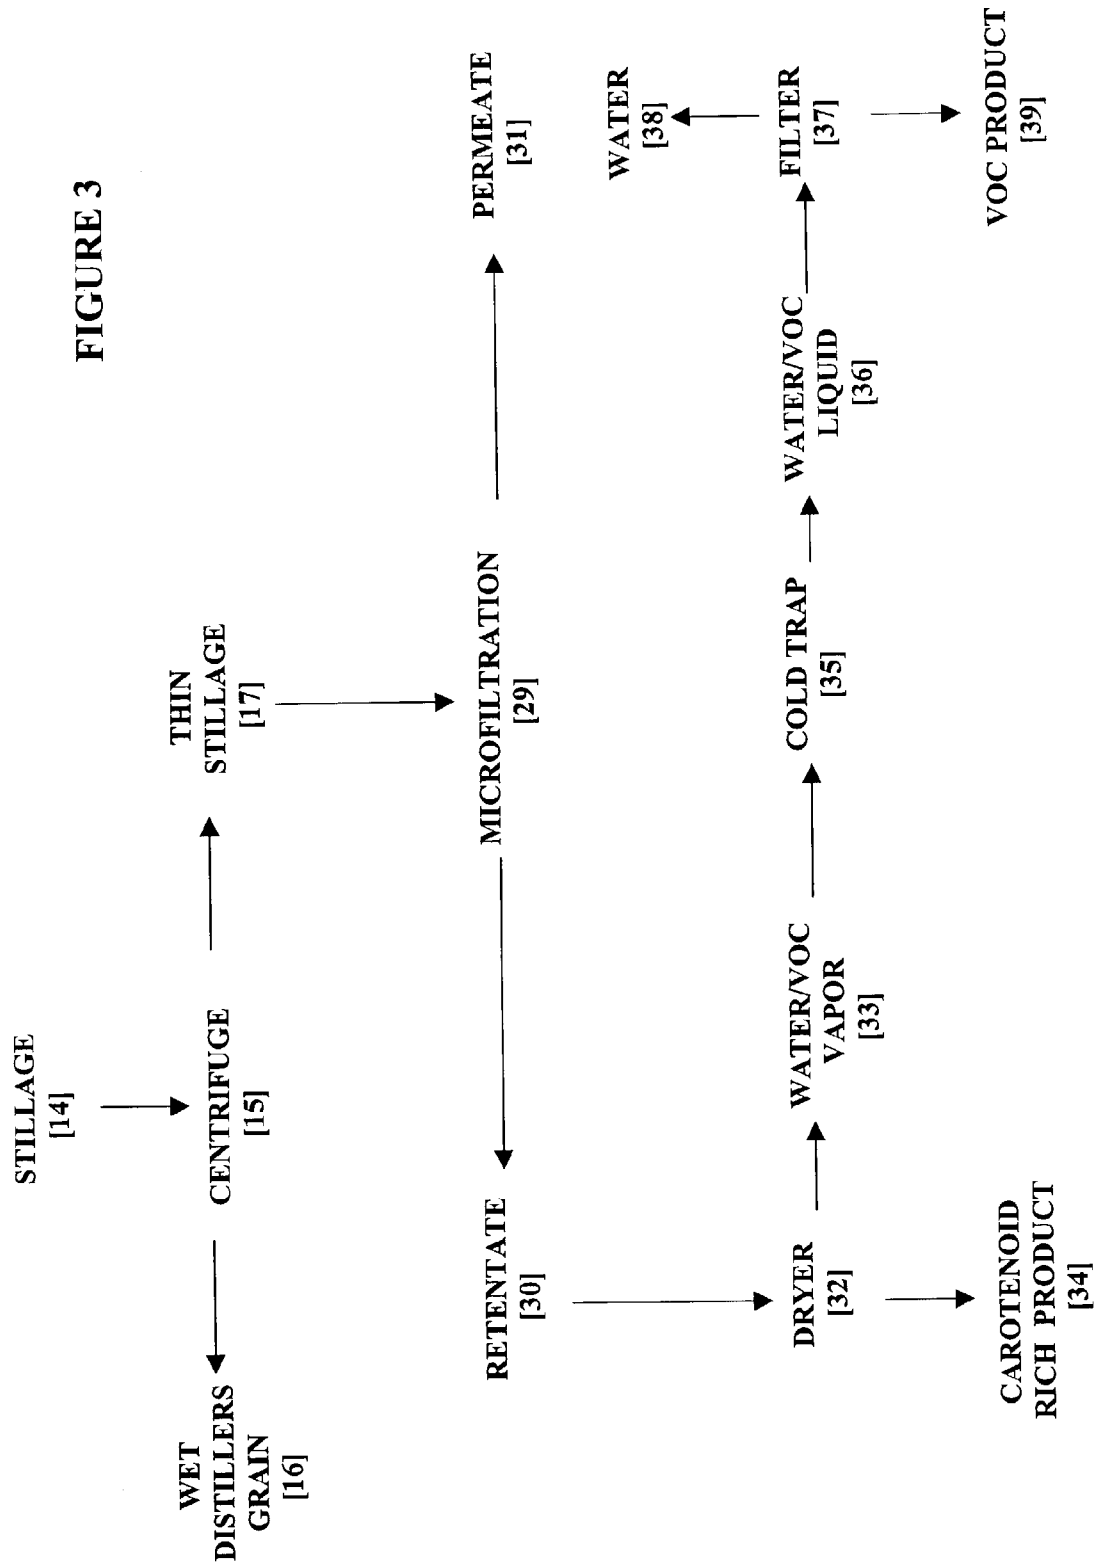 FIGURE 3
STILLAGE
[14]
WET
DISTILLERS
GRAIN
[16]
CENTRIFUGE
[15]
THIN
STILLAGE
[17]
RETENTATE
[30]
MICROFILTRATION
[29]
PERMEATE
[31]
DRYER
[32]
WATER/VOC
VAPOR
[33]
COLD TRAP
[35]
WATER/VOC
LIQUID
[36]
FILTER
[37]
WATER
[38]
CAROTENOID
RICH PRODUCT
[34]
VOC PRODUCT
[39]